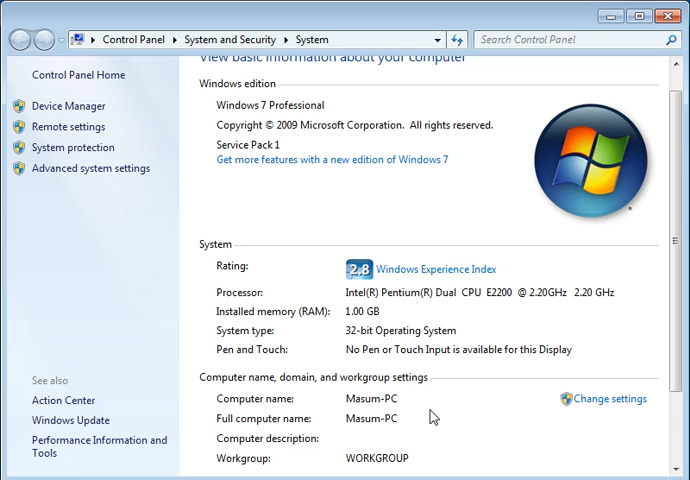 Control Panel
System and Security
System
Search Control Panel
Control Panel Home
Device Manager
Remote settings
System protection
Advanced system settings
See also
Action Center
Windows Update
Performance Information and
Tools
View basic information about your computer
Windows edition
Windows 7 Professional
Copyright © 2009 Microsoft Corporation. All rights reserved.
Service Pack 1
Get more features with a new edition of Windows 7
System
Rating: 2.8 Windows Experience Index
Processor: Intel(R) Pentium(R) Dual CPU E2200 @ 2.20GHz 2.20 GHz
Installed memory (RAM): 1.00 GB
System type: 32-bit Operating System
Pen and Touch: No Pen or Touch Input is available for this Display
Computer name, domain, and workgroup settings
Computer name: Masum-PC Change settings
Full computer name: Masum-PC
Computer description:
Workgroup: WORKGROUP